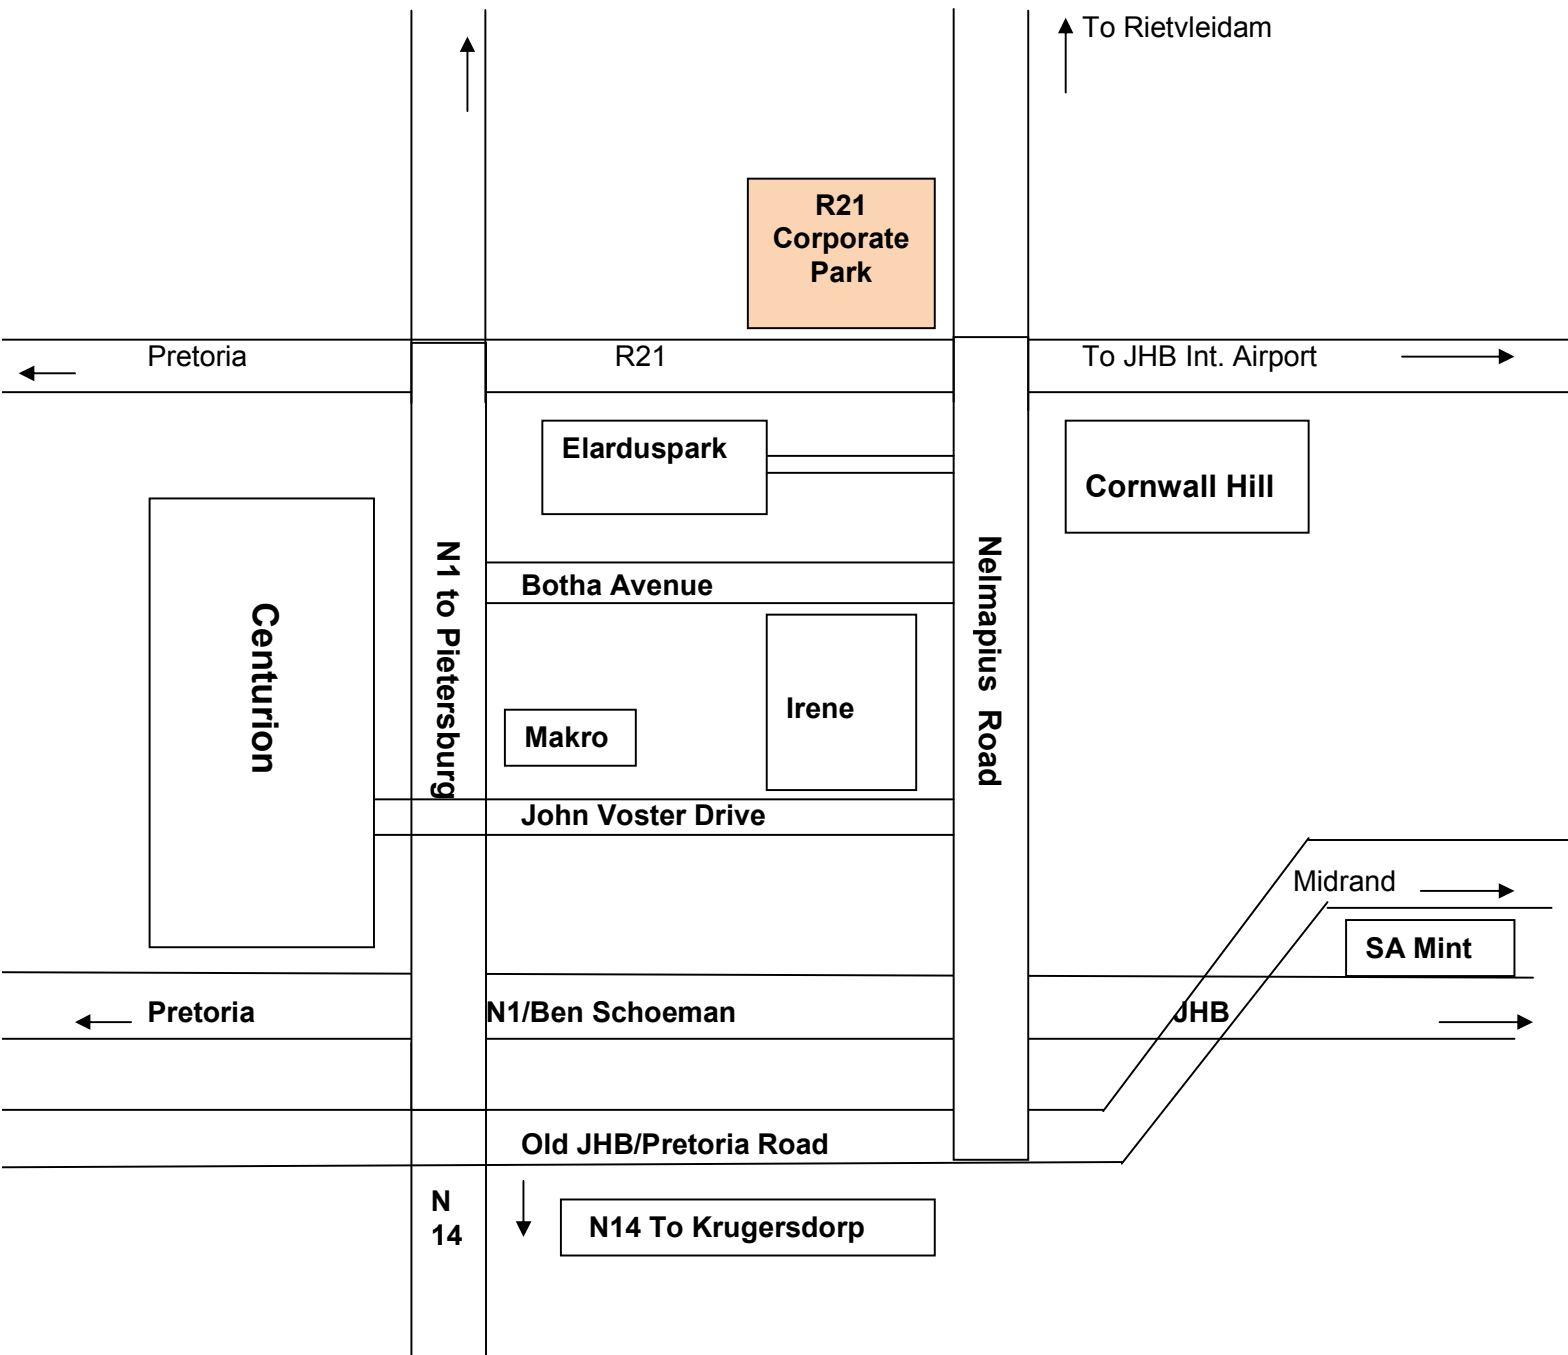 To Rietvleidam
R21
Corporate
Park
Pretoria
R21
To JHB Int. Airport
Elarduspark
Cornwall Hill
N1 to Pietersburg
Nelmapius Road
Botha Avenue
Centurion
Irene
Makro
John Voster Drive
Midrand
SA Mint
Pretoria
N1/Ben Schoeman
JHB
Old JHB/Pretoria Road
N
14
N14 To Krugersdorp